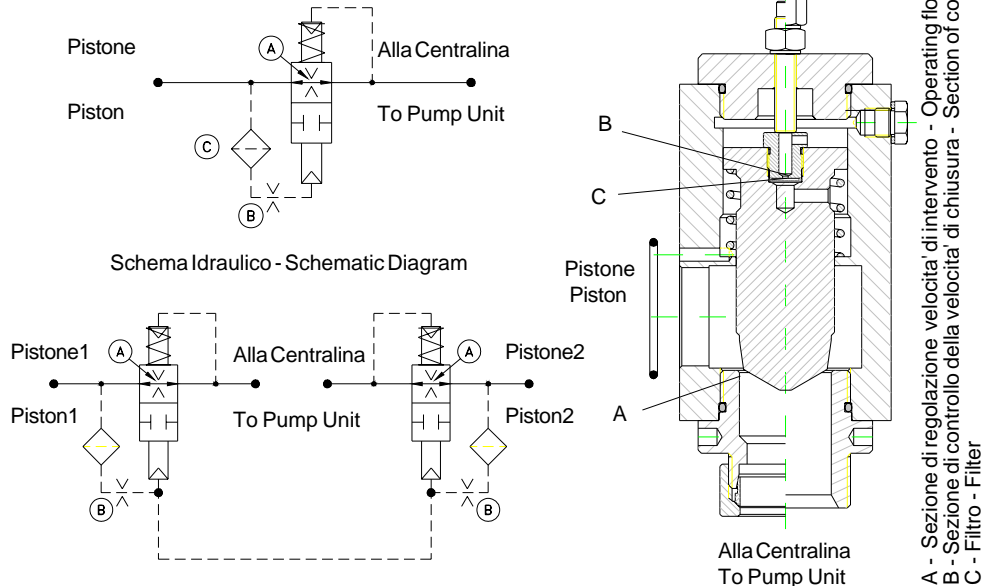 Pistone
A
Alla Centralina
Piston
To Pump Unit
C
B
Schema Idraulico - Schematic Diagram
Pistone1
A
Alla Centralina
A
Pistone2
Piston1
To Pump Unit
Piston2
B
B
B
C
Pistone
Piston
A
Alla Centralina
To Pump Unit
A - Sezione di regolazione velocita' di intervento - Operating flo
B - Sezione di controllo della velocita' di chiusura - Section of co
C - Filtro - Filter